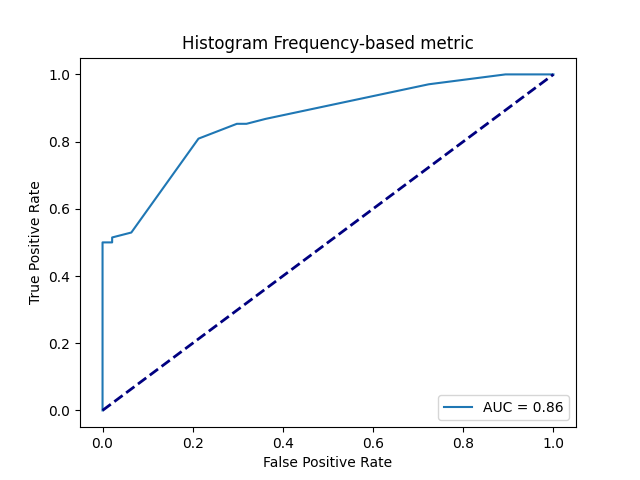 Histogram Frequency-based metric
1.0
0.8
0.6
0.4
0.2
0.0
True Positive Rate
0.0 0.2 0.4 0.6 0.8 1.0
False Positive Rate
AUC = 0.86